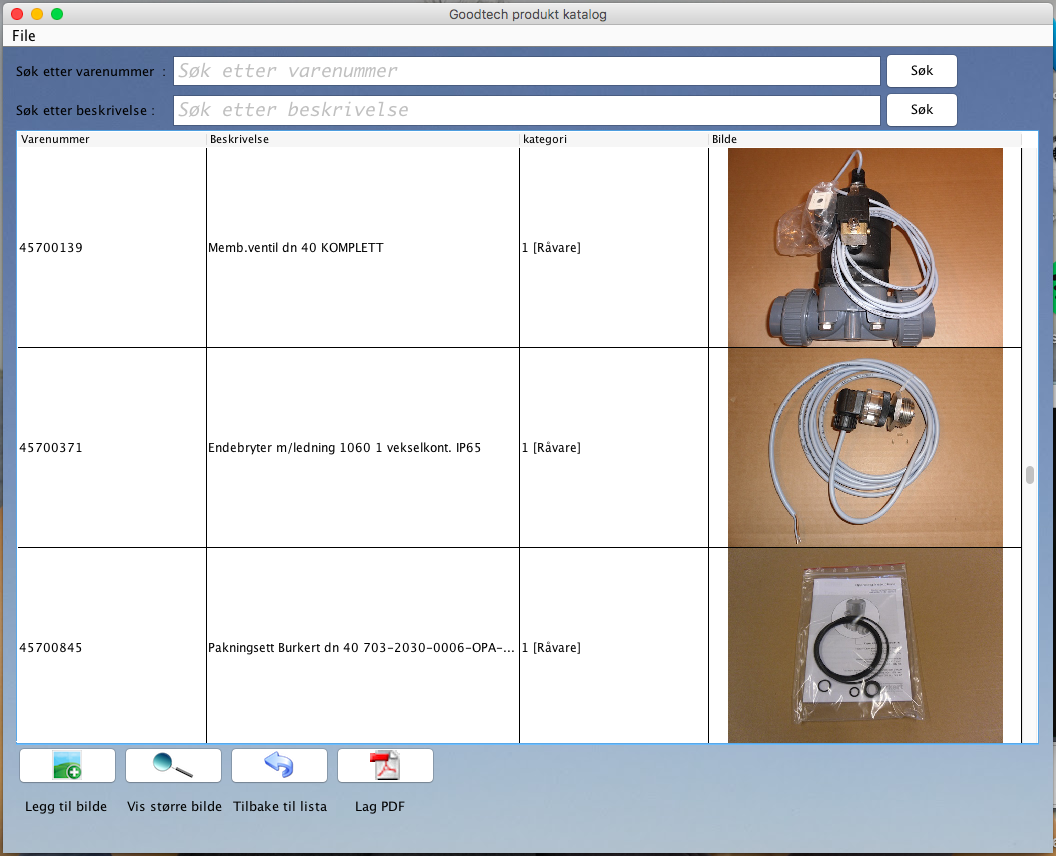 Goodtech produkt katalog
File
Søk etter varenummer :
Søk etter varenummer
Søk
Søk etter beskrivelse :
Søk etter beskrivelse
Søk
Varenummer Beskrivelse kategori Bilde
45700139 Memb.ventil dn 40 KOMPLETT 1 [Råvare]
45700371 Endebryter m/ledning 1060 1 vekselkont. IP65 1 [Råvare]
45700845 Pakningsett Burkert dn 40 703-2030-0006-OPA-... 1 [Råvare]
Legg til bilde Vis større bilde Tilbake til lista Lag PDF